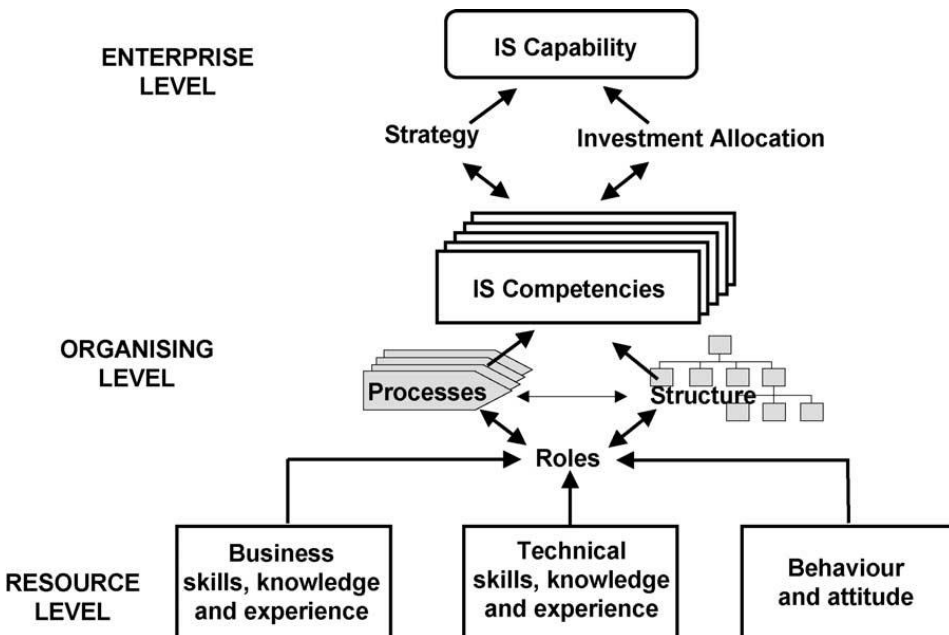 IS Capability
ENTERPRISE
LEVEL
Strategy
Investment Allocation
IS Competencies
ORGANISING
LEVEL
Processes
Structure
Roles
Business
skills, knowledge
and experience
Technical
skills, knowledge
and experience
Behaviour
and attitude
RESOURCE
LEVEL